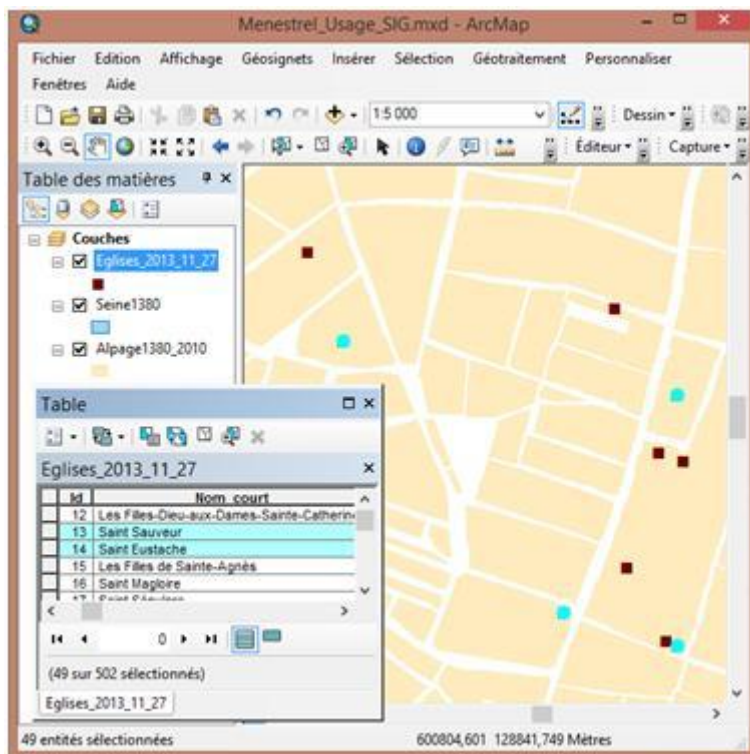 Menestrel_Usage_SIG.mxd - ArcMap
Fichier Edition Affichage Géosignets Insérer Sélection Géotraitement Personnaliser
Fenêtres Aide
1:5 000
Dessin
Éditeur
Capture
Table des matières
Couches
Eglises_2013_11_27
Seine1380
Alpage1380_2010
Table
Eglises_2013_11_27
Id Nom_court
12 Les Filles-Dieu-aux-Dames-Sainte-Catherine
13 Saint Sauveur
14 Saint Eustache
15 Les Filles de Sainte-Agnès
16 Saint Magloire
17 Saint
0
(49 sur 502 sélectionnés)
Eglises_2013_11_27
49 entités sélectionnées
600804,601 128841,749 Mètres